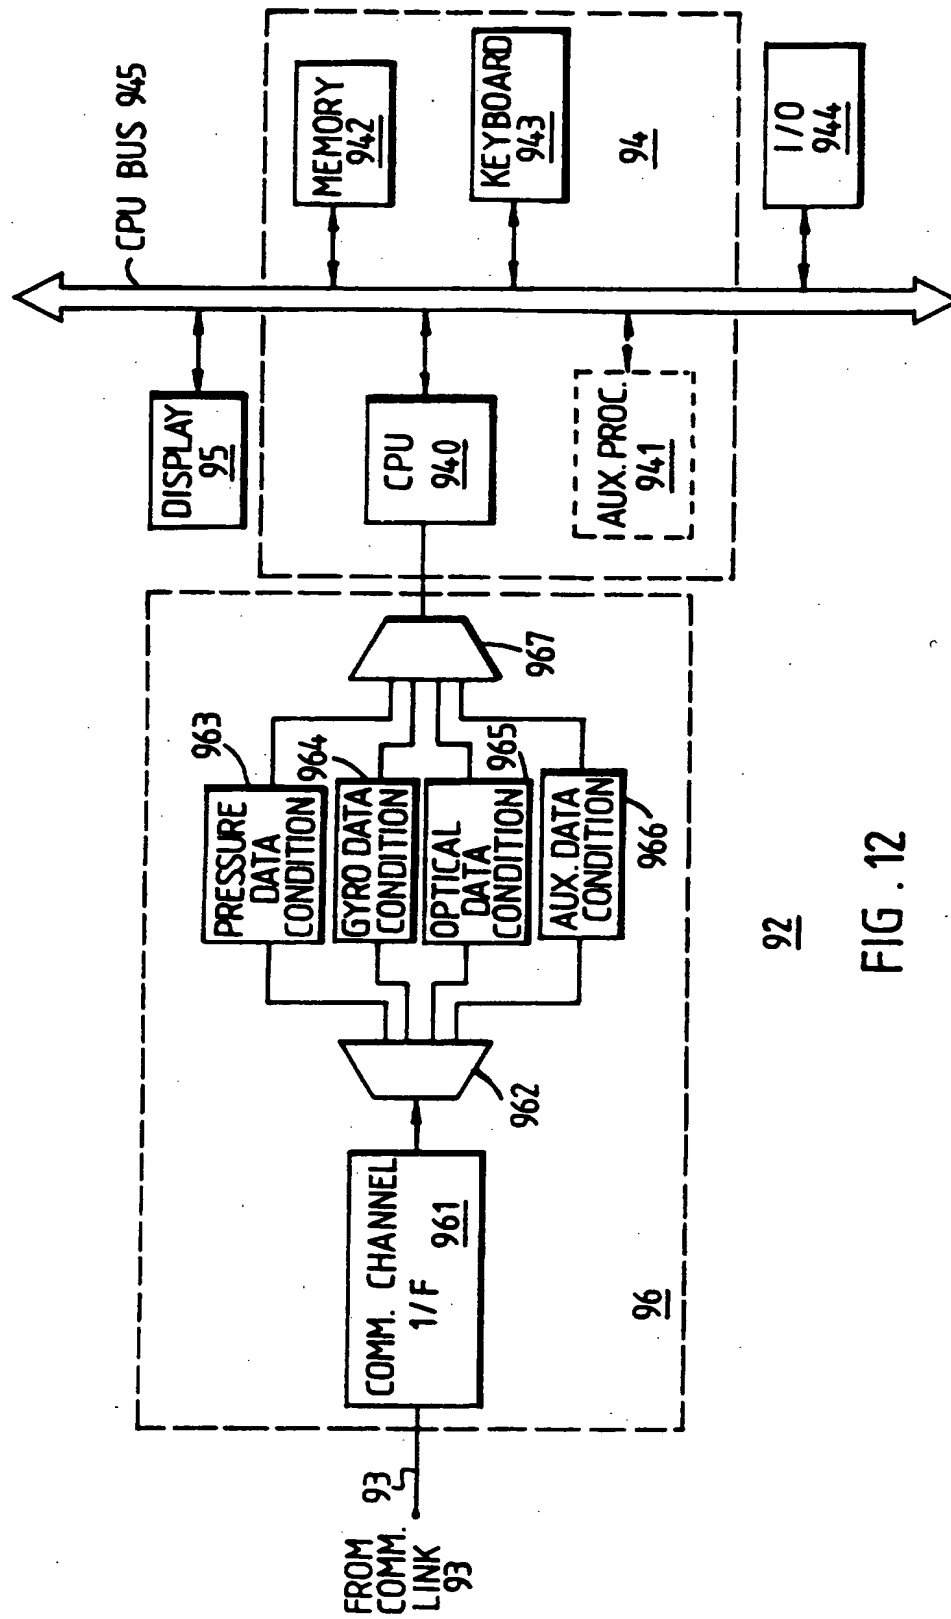 FROM
COMM.
LINK
93
93
COMM. CHANNEL
1/F
961
962
PRESSURE
DATA
CONDITION
963
GYRO DATA
CONDITION
964
OPTICAL
DATA
CONDITION
965
AUX. DATA
CONDITION
966
967
96
92
DISPLAY
95
CPU
940
AUX.PROC.
941
CPU BUS 945
MEMORY
942
KEYBOARD
943
94
I/O
944
FIG.12